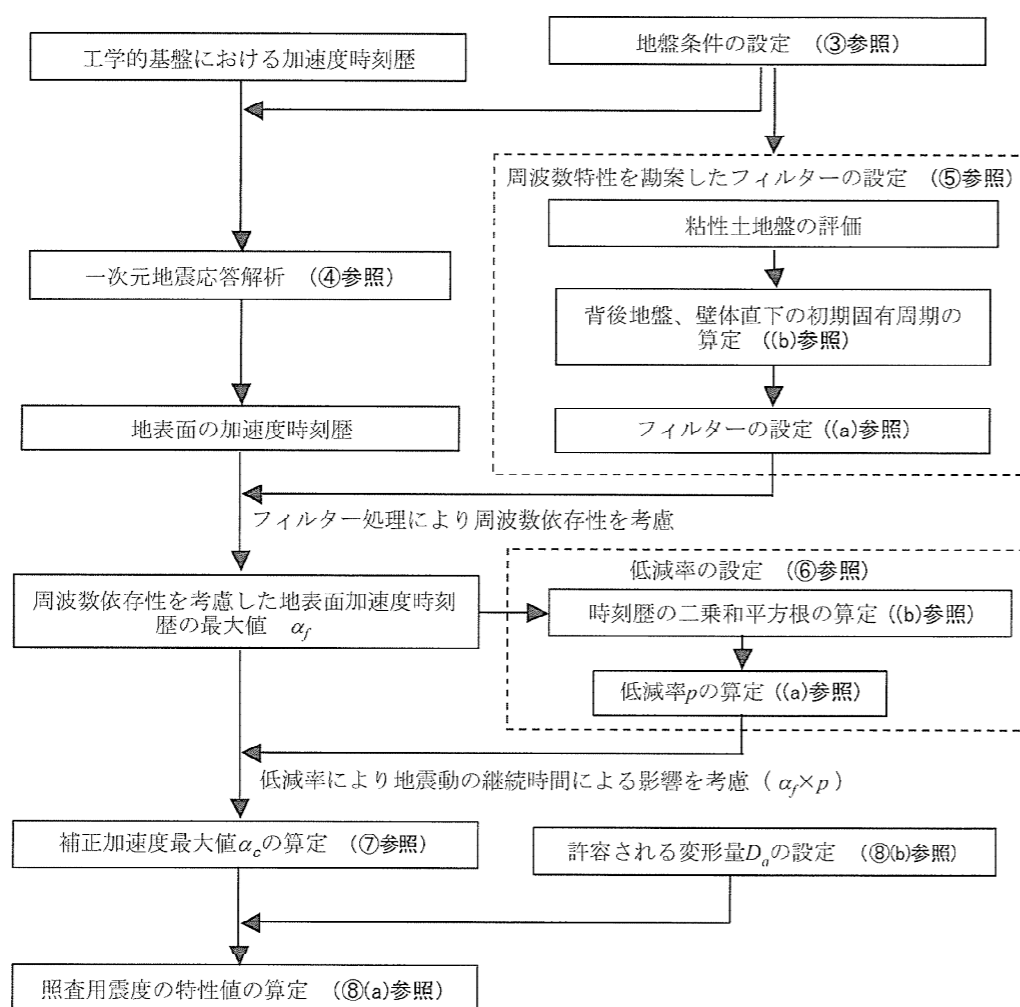 工学的基盤における加速度時刻歴
地盤条件の設定 (③参照)
周波数特性を勘案したフィルターの設定 (⑤参照)
粘性土地盤の評価
一次元地震応答解析 (④参照)
背後地盤、壁体直下の初期固有周期の
算定 ((b)参照)
地表面の加速度時刻歴
フィルターの設定 ((a)参照)
フィルター処理により周波数依存性を考慮
低減率の設定 (⑥参照)
周波数依存性を考慮した地表面加速度時刻
歴の最大値 αf
時刻歴の二乗和平方根の算定 ((b)参照)
低減率pの算定 ((a)参照)
低減率により地震動の継続時間による影響を考慮 ( αf×p )
補正加速度最大値αcの算定 (⑦参照)
許容される変形量Daの設定 (⑧(b)参照)
照査用震度の特性値の算定 (⑧(a)参照)